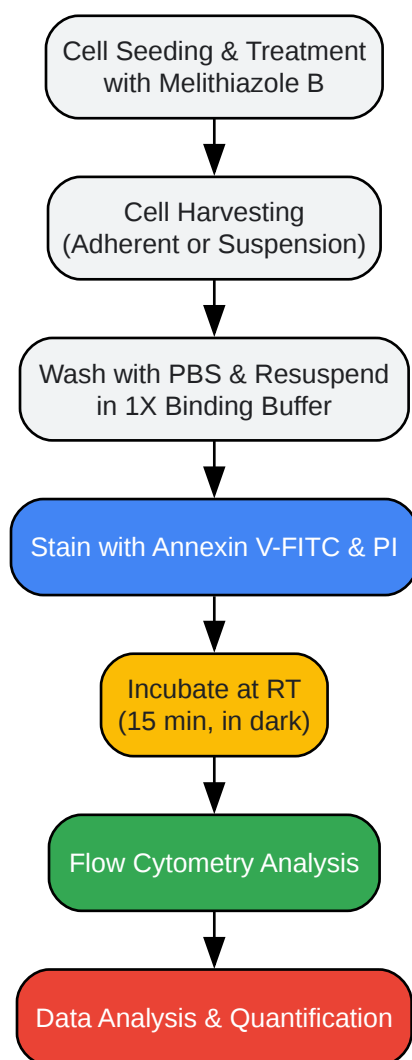 Cell Seeding & Treatment
with Melithiazole B
Cell Harvesting
(Adherent or Suspension)
Wash with PBS & Resuspend
in 1X Binding Buffer
Stain with Annexin V-FITC & PI
Incubate at RT
(15 min, in dark)
Flow Cytometry Analysis
Data Analysis & Quantification